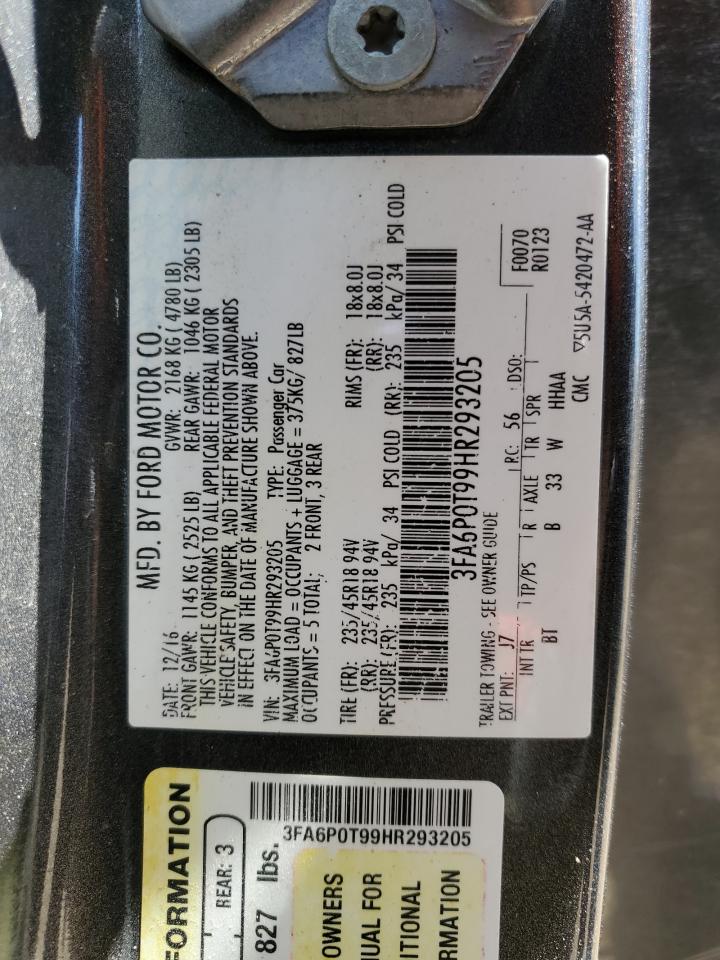 MFD. BY FORD MOTOR CO.
DATE: 12/16 GVWR: 2168 KG ( 4780 LB)
FRONT GAWR: 1145 KG ( 2525 LB) REAR GAWR: 1046 KG ( 2305 LB)
THIS VEHICLE CONFORMS TO ALL APPLICABLE FEDERAL MOTOR
VEHICLE SAFETY, BUMPER, AND THEFT PREVENTION STANDARDS
IN EFFECT ON THE DATE OF MANUFACTURE SHOWN ABOVE.
VIN: 3FA6P0T99HR293205 TYPE: Passenger Car
MAXIMUM LOAD = OCCUPANTS + LUGGAGE = 375KG/ 827LB
OCCUPANTS = 5 TOTAL: 2 FRONT, 3 REAR
TIRE (FR): 235/45R18 94V RIMS (FR): 18x8.0J
(RR): 235/45R18 94V (RR): 18x8.0J
PRESSURE (FR): 235 kPa/ 34 PSI COLD (RR): 235 kPa/ 34 PSI COLD
3FA6P0T99HR293205
TRAILER TOWING - SEE OWNER GUIDE
EXT PNT: J7 RC: 56 DSO: F0070
R0123
INT TR TP/PS R AXLE TR SPR
BT B 33 W HHAA
CMC ▽5U5A-5420472-AA
3FA6P0T99HR293205
FORMATION
REAR: 3
827 lbs.
OWNERS
UAL FOR
ITIONAL
RMATION